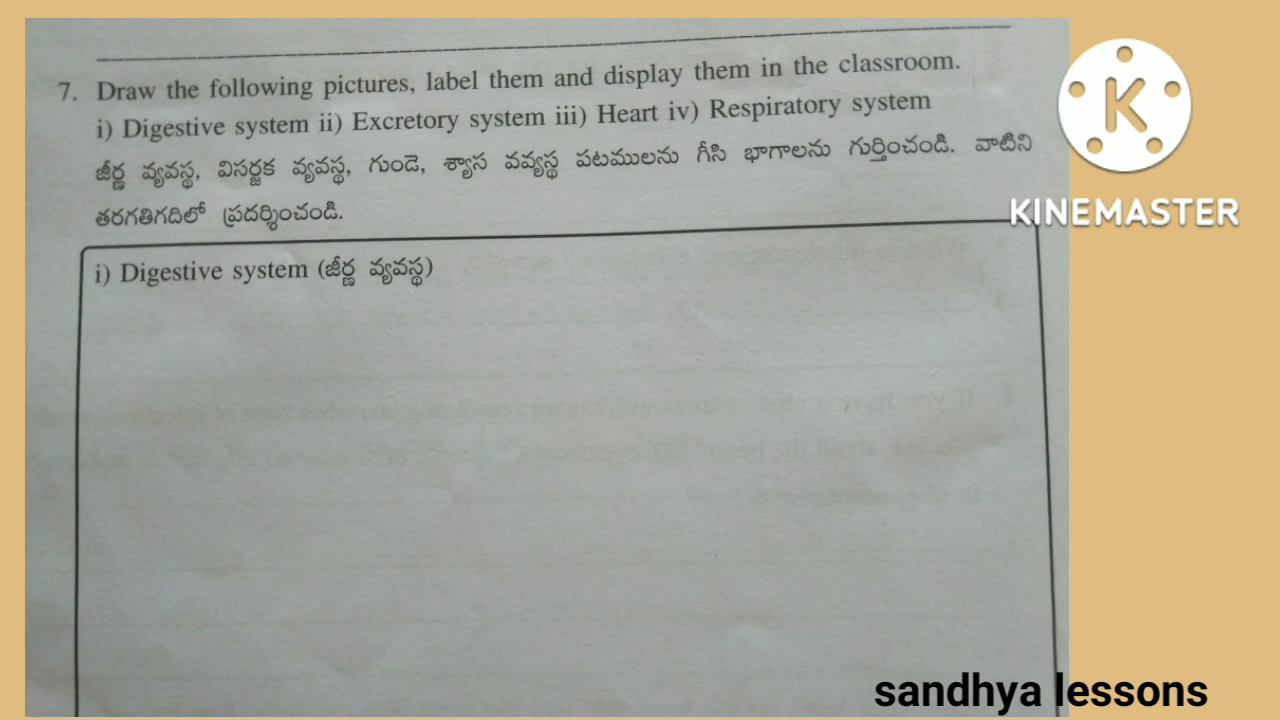 7. Draw the following pictures, label them and display them in the classroom.
i) Digestive system ii) Excretory system iii) Heart iv) Respiratory system
జీర్ణ వ్యవస్థ, విసర్జక వ్యవస్థ, గుండె, శ్యాస వవ్యస్థ పటములను గీసి భాగాలను గుర్తించండి. వాటిని
తరగతిగదిలో ప్రదర్శించండి.
i) Digestive system (జీర్ణ వ్యవస్థ)
K
KINEMASTER
sandhya lessons